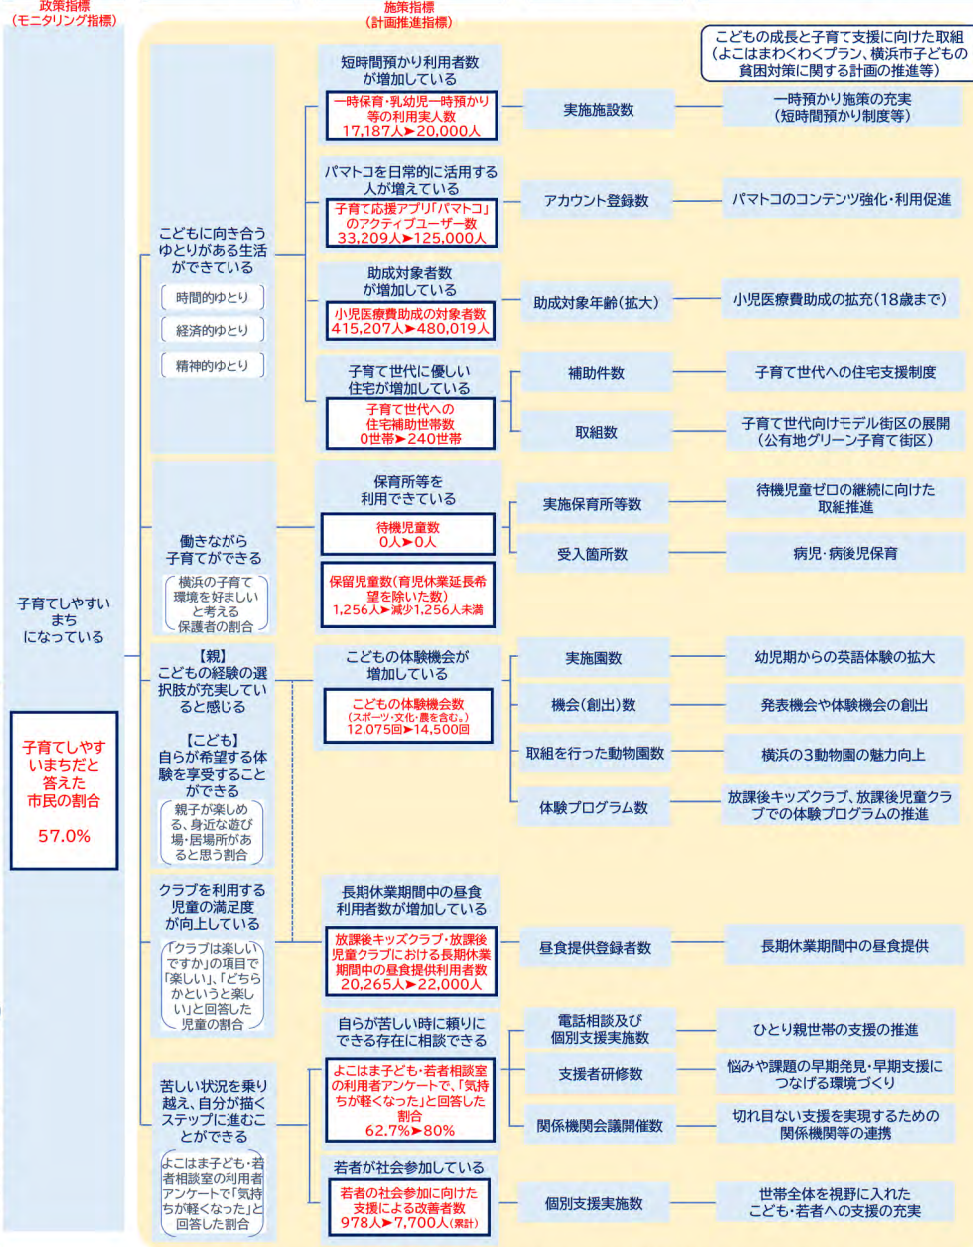 政策指標
(モニタリング指標)
施策指標
(計画推進指標)
こどもの成長と子育て支援に向けた取組
(よこはまわくわくプラン、横浜市子どもの
貧困対策に関する計画の推進等)
子育てしやすい
まち
になっている
子育てしやす
いまちだと
答えた
市民の割合
57.0%
こどもに向き合う
ゆとりがある生活
ができている
時間的ゆとり
経済的ゆとり
精神的ゆとり
短時間預かり利用者数
が増加している
一時保育・乳幼児一時預かり
等の利用実人数
17,187人➤20,000人
実施施設数
一時預かり施策の充実
(短時間預かり制度等)
パマトコを日常的に活用する
人が増えている
子育て応援アプリ「パマトコ」
のアクティブユーザー数
33,209人➤125,000人
アカウント登録数
パマトコのコンテンツ強化・利用促進
助成対象者数
が増加している
小児医療費助成の対象者数
415,207人➤480,019人
助成対象年齢(拡大)
小児医療費助成の拡充(18歳まで)
子育て世代に優しい
住宅が増加している
子育て世代への
住宅補助世帯数
0世帯➤240世帯
補助件数
子育て世代への住宅支援制度
取組数
子育て世代向けモデル街区の展開
(公有地グリーン子育て街区)
働きながら
子育てができる
横浜の子育て
環境を好ましい
と考える
保護者の割合
保育所等を
利用できている
待機児童数
0人➤0人
保留児童数(育児休業延長希
望を除いた数)
1,256人➤減少1,256人未満
実施保育所等数
待機児童ゼロの継続に向けた
取組推進
受入箇所数
病児・病後児保育
【親】
こどもの経験の選
択肢が充実してい
ると感じる
【こども】
自らが希望する体
験を享受すること
ができる
親子が楽しめ
る、身近な遊び
場・居場所があ
ると思う割合
こどもの体験機会が
増加している
こどもの体験機会数
(スポーツ・文化・農を含む。)
12.075回➤14,500回
実施園数
幼児期からの英語体験の拡大
機会(創出)数
発表機会や体験機会の創出
取組を行った動物園数
横浜の3動物園の魅力向上
体験プログラム数
放課後キッズクラブ、放課後児童クラ
ブでの体験プログラムの推進
クラブを利用する
児童の満足度
が向上している
「クラブは楽しい
ですか」の項目で
「楽しい」、「どちら
かというと楽し
い」と回答した
児童の割合
長期休業期間中の昼食
利用者数が増加している
放課後キッズクラブ・放課後
児童クラブにおける長期休業
期間中の昼食提供利用者数
20,265人➤22,000人
昼食提供登録者数
長期休業期間中の昼食提供
苦しい状況を乗り
越え、自分が描く
ステップに進むこ
とができる
よこはま子ども・若
者相談室の利用者
アンケートで「気持
ちが軽くなった」と
回答した割合
自らが苦しい時に頼りに
できる存在に相談できる
よこはま子ども・若者相談室
の利用者アンケートで、「気持
ちが軽くなった」と回答した
割合
62.7%➤80%
電話相談及び
個別支援実施数
ひとり親世帯の支援の推進
支援者研修数
悩みや課題の早期発見・早期支援に
つなげる環境づくり
関係機関会議開催数
切れ目ない支援を実現するための
関係機関等の連携
若者が社会参加している
若者の社会参加に向けた
支援による改善者数
978人➤7,700人(累計)
個別支援実施数
世帯全体を視野に入れた
こども・若者への支援の充実